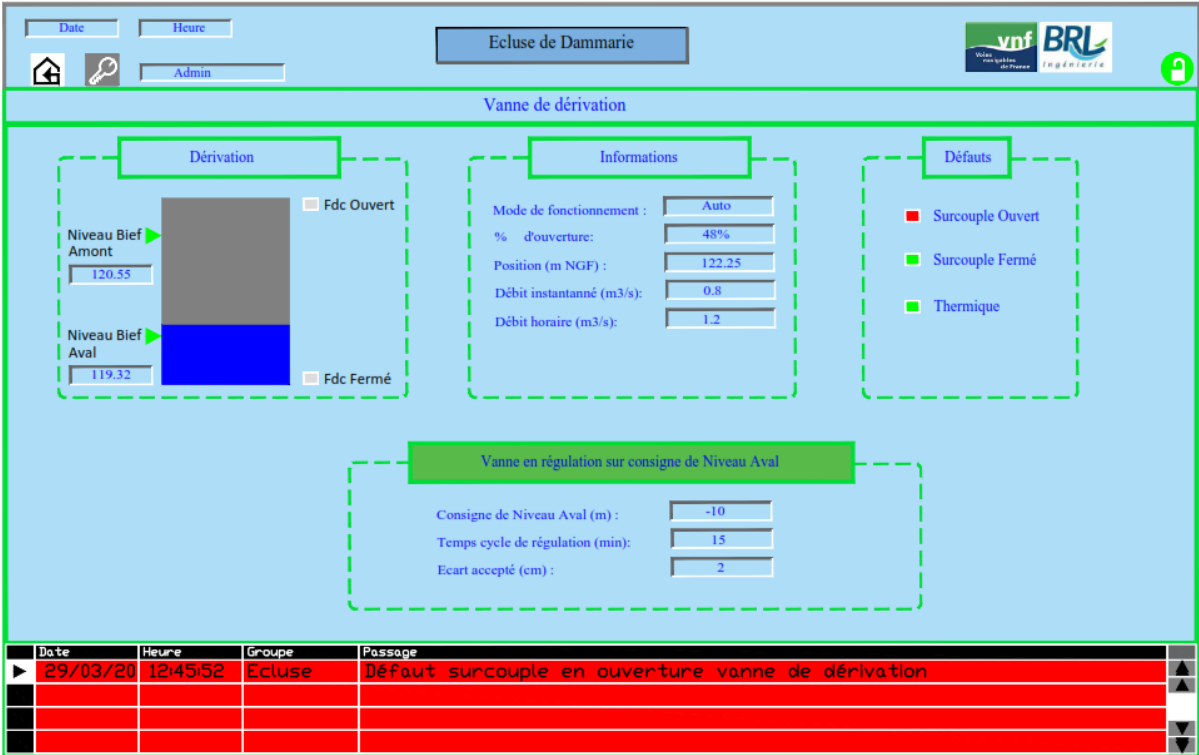 Date Heure
Ecluse de Dammarie
Admin
vnf
Voies
navigables
de France
BRL
Ingénierie
Vanne de dérivation
Dérivation
Fdc Ouvert
Niveau Bief
Amont
120.55
Niveau Bief
Aval
119.32
Fdc Fermé
Informations
Mode de fonctionnement : Auto
% d'ouverture: 48%
Position (m NGF) : 122.25
Débit instantanné (m3/s): 0.8
Débit horaire (m3/s): 1.2
Défauts
Surcouple Ouvert
Surcouple Fermé
Thermique
Vanne en régulation sur consigne de Niveau Aval
Consigne de Niveau Aval (m) : -10
Temps cycle de régulation (min): 15
Ecart accepté (cm) : 2
Date Heure Groupe Passage
29/03/20 12:45:52 Ecluse Défaut surcouple en ouverture vanne de dérivation